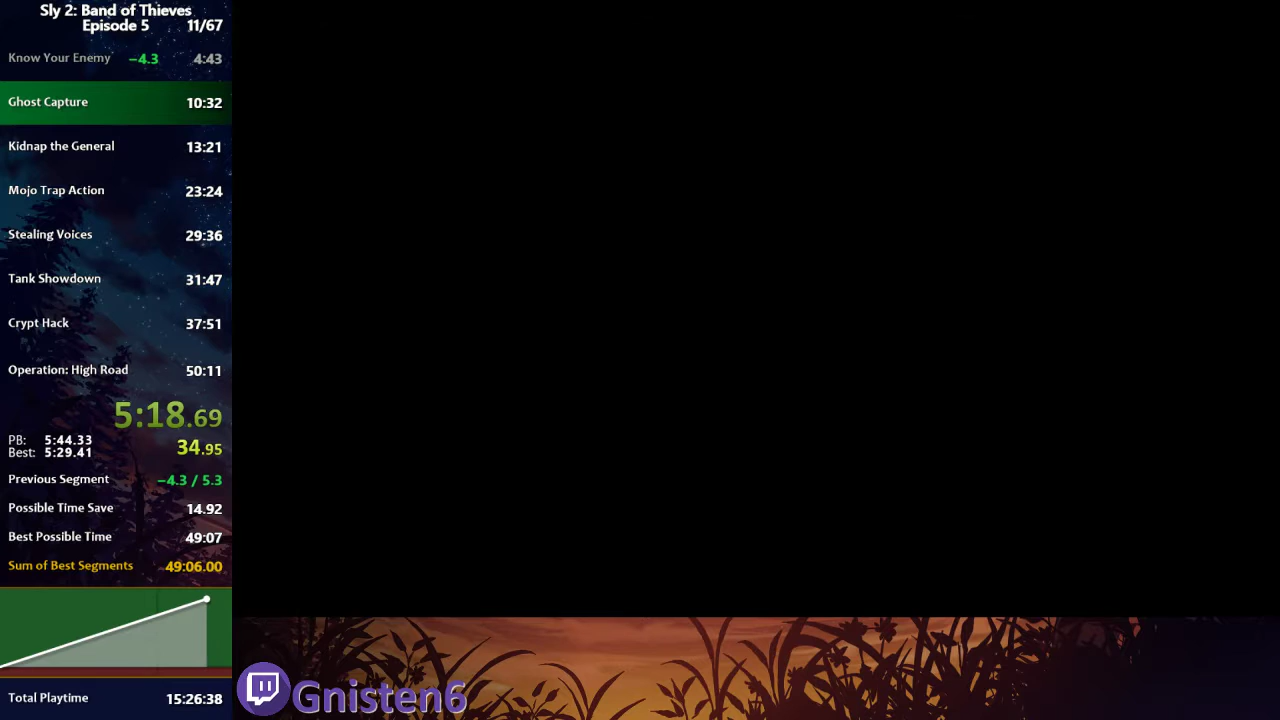 Sly 2: Band of Thieves
Episode 5 11/67
Know Your Enemy −4.3 4:43
Ghost Capture 10:32
Kidnap the General 13:21
Mojo Trap Action 23:24
Stealing Voices 29:36
Tank Showdown 31:47
Crypt Hack 37:51
Operation: High Road 50:11
5:18.69
PB: 5:44.33
Best: 5:29.41 34.95
Previous Segment −4.3 / 5.3
Possible Time Save 14.92
Best Possible Time 49:07
Sum of Best Segments 49:06.00
Total Playtime 15:26:38
Gnisten6